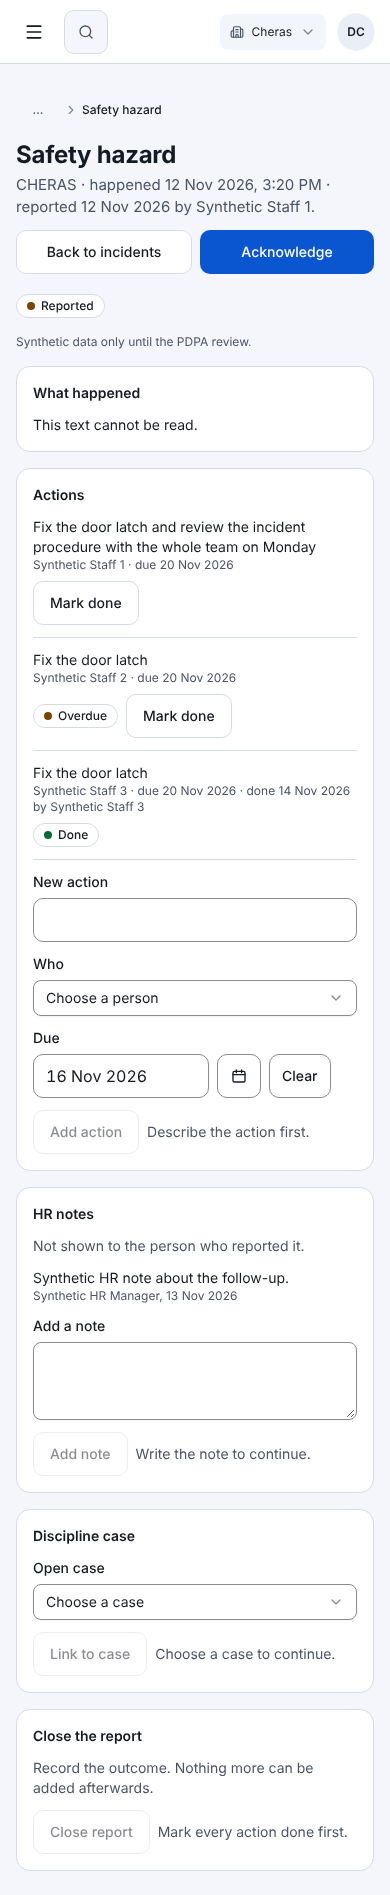 Cheras
DC
... > Safety hazard
Safety hazard
CHERAS · happened 12 Nov 2026, 3:20 PM ·
reported 12 Nov 2026 by Synthetic Staff 1.
Back to incidents
Acknowledge
Reported
Synthetic data only until the PDPA review.
What happened
This text cannot be read.
Actions
Fix the door latch and review the incident
procedure with the whole team on Monday
Synthetic Staff 1 · due 20 Nov 2026
Mark done
Fix the door latch
Synthetic Staff 2 · due 20 Nov 2026
Overdue
Mark done
Fix the door latch
Synthetic Staff 3 · due 20 Nov 2026 · done 14 Nov 2026
by Synthetic Staff 3
Done
New action
Who
Choose a person
Due
16 Nov 2026
Clear
Add action
Describe the action first.
HR notes
Not shown to the person who reported it.
Synthetic HR note about the follow-up.
Synthetic HR Manager, 13 Nov 2026
Add a note
Add note
Write the note to continue.
Discipline case
Open case
Choose a case
Link to case
Choose a case to continue.
Close the report
Record the outcome. Nothing more can be
added afterwards.
Close report
Mark every action done first.